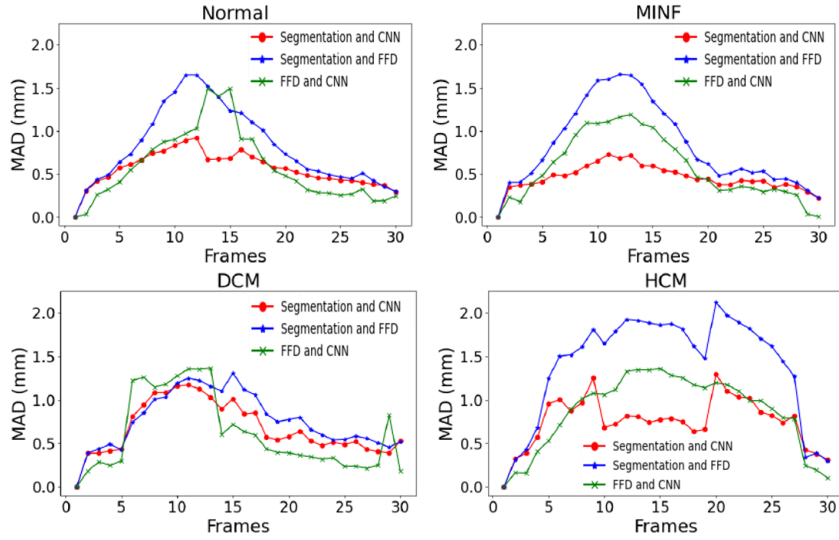 Normal
MAD (mm)
2.0
1.5
1.0
0.5
0.0
Segmentation and CNN
Segmentation and FFD
FFD and CNN
0 5 10 15 20 25 30
Frames
MINF
MAD (mm)
2.0
1.5
1.0
0.5
0.0
Segmentation and CNN
Segmentation and FFD
FFD and CNN
0 5 10 15 20 25 30
Frames
DCM
MAD (mm)
2.0
1.5
1.0
0.5
0.0
Segmentation and CNN
Segmentation and FFD
FFD and CNN
0 5 10 15 20 25 30
Frames
HCM
MAD (mm)
2.0
1.5
1.0
0.5
0.0
Segmentation and CNN
Segmentation and FFD
FFD and CNN
0 5 10 15 20 25 30
Frames